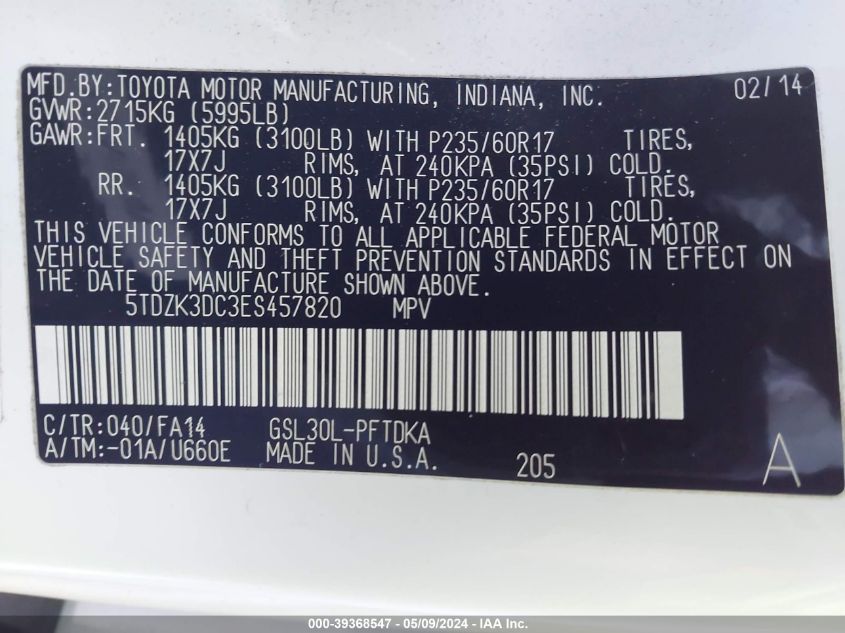 MFD.BY:TOYOTA MOTOR MANUFACTURING, INDIANA, INC. 02/14
GVWR:2715KG (5995LB)
GAWR:FRT. 1405KG (3100LB) WITH P235/60R17 TIRES,
17X7J RIMS, AT 240KPA (35PSI) COLD.
RR. 1405KG (3100LB) WITH P235/60R17 TIRES,
17X7J RIMS, AT 240KPA (35PSI) COLD.
THIS VEHICLE CONFORMS TO ALL APPLICABLE FEDERAL MOTOR
VEHICLE SAFETY AND THEFT PREVENTION STANDARDS IN EFFECT ON
THE DATE OF MANUFACTURE SHOWN ABOVE.
5TDZK3DC3ES457820 MPV
C/TR:040/FA14 GSL30L-PFTDKA
A/TM:-01A/U660E MADE IN U.S.A. 205 A
000-39368547 - 05/09/2024 - IAA Inc.